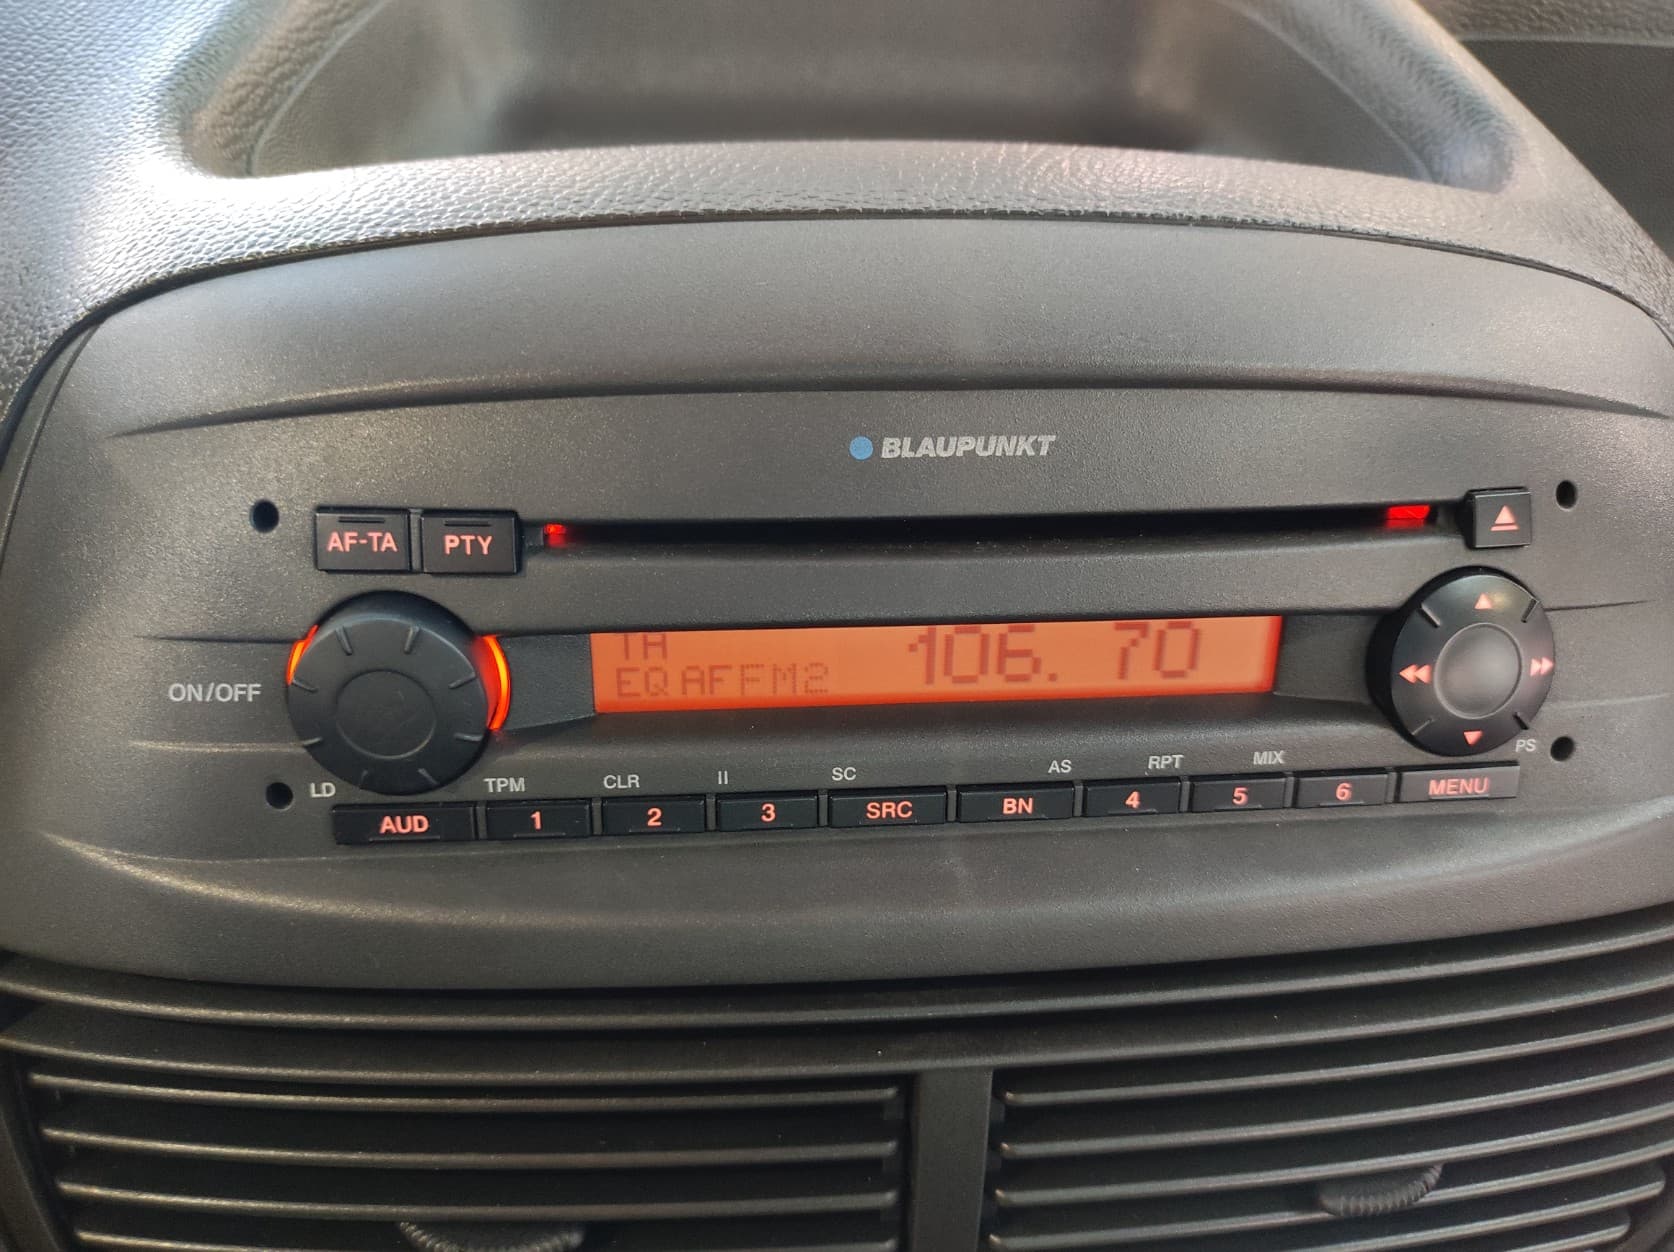 BLAUPUNKT
AF-TA PTY
TA
EQ AF FM2 106. 70
ON/OFF
LD TPM CLR II SC AS RPT MIX PS
AUD 1 2 3 SRC BN 4 5 6 MENU